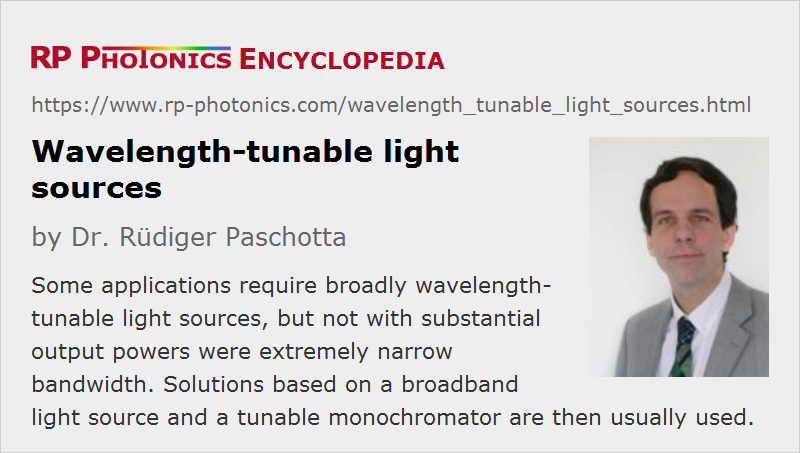 RP PHOTONICS ENCYCLOPEDIA
https://www.rp-photonics.com/wavelength_tunable_light_sources.html
Wavelength-tunable light
sources
by Dr. Rüdiger Paschotta
Some applications require broadly wavelength-
tunable light sources, but not with substantial
output powers were extremely narrow
bandwidth. Solutions based on a broadband
light source and a tunable monochromator are then usually used.